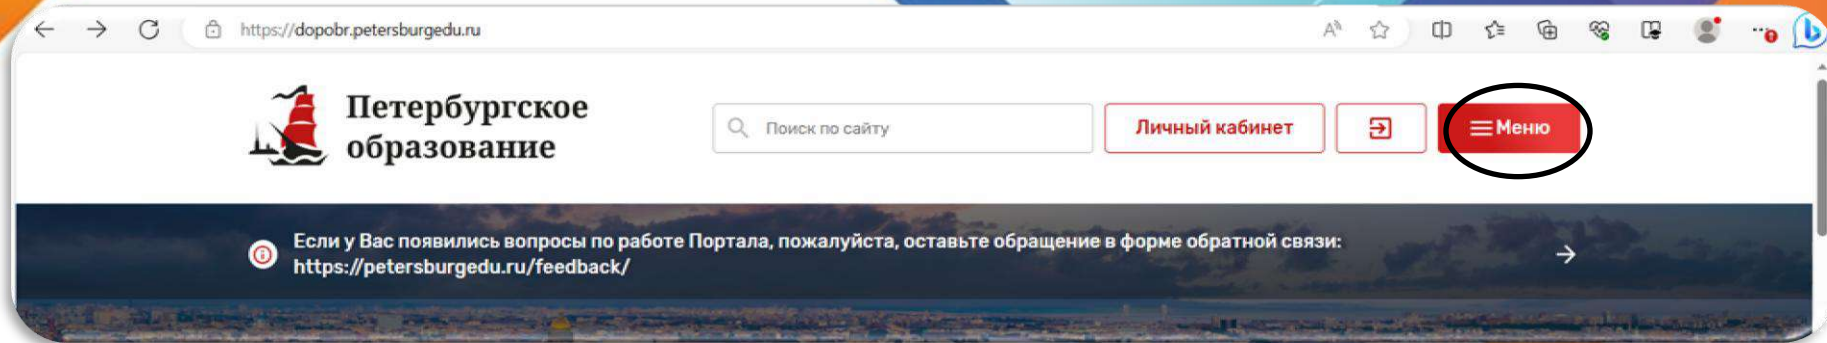 https://dopobr.petersburgedu.ru
Петербургское
образование
Поиск по сайту
Личный кабинет
Меню
Если у Вас появились вопросы по работе Портала, пожалуйста, оставьте обращение в форме обратной связи:
https://petersburgedu.ru/feedback/